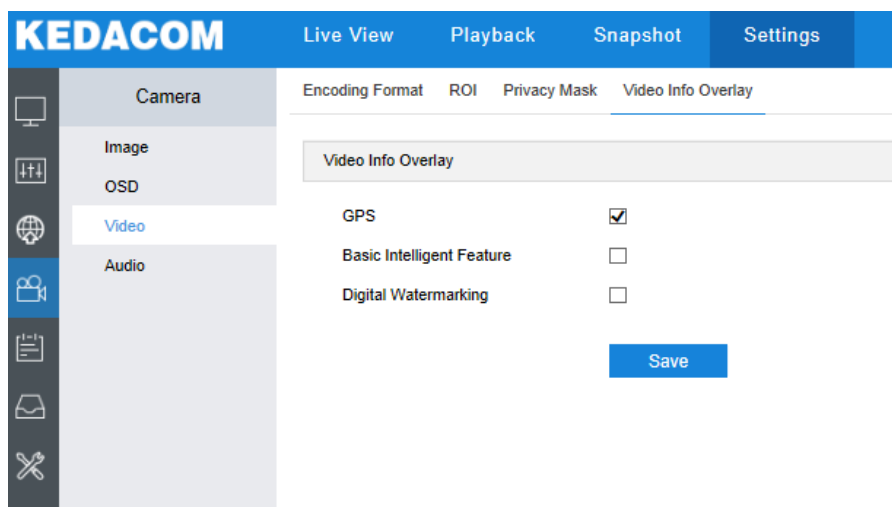 KEDACOM
Live View Playback Snapshot Settings
Camera
Image
OSD
Video
Audio
Encoding Format ROI Privacy Mask Video Info Overlay
Video Info Overlay
GPS
Basic Intelligent Feature
Digital Watermarking
Save